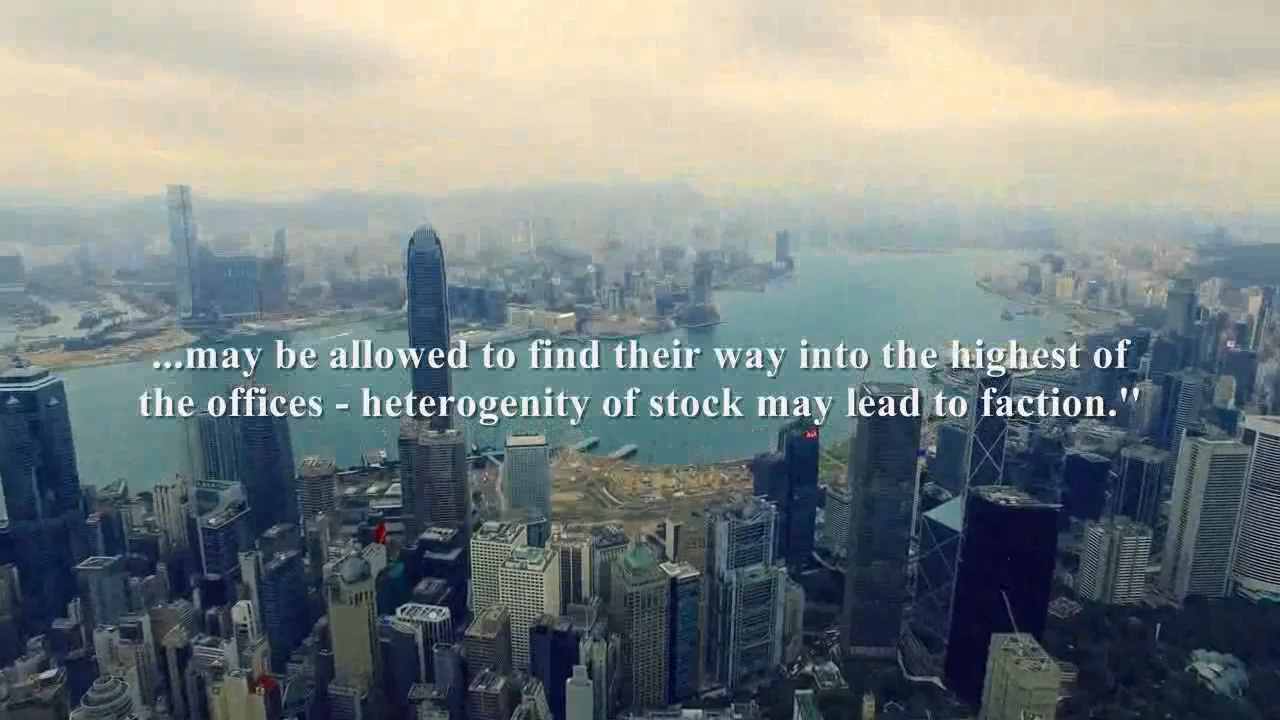 ...may be allowed to find their way into the highest of
the offices - heterogenity of stock may lead to faction."